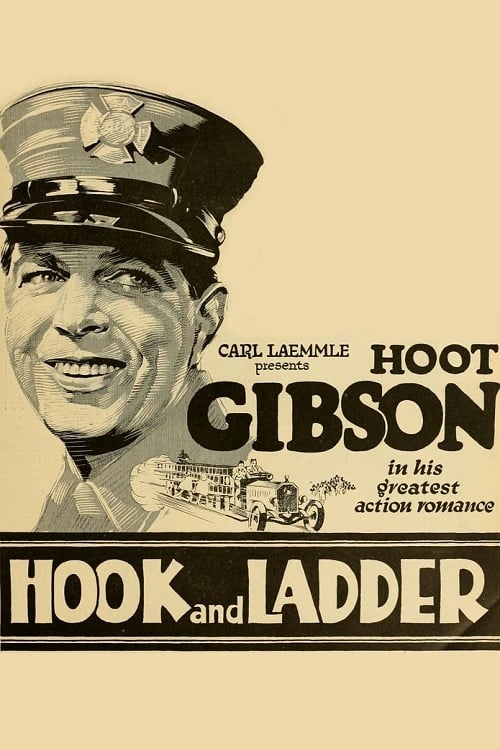 CARL LAEMMLE
presents
HOOT
GIBSON
in his
greatest
action romance
HOOK and LADDER